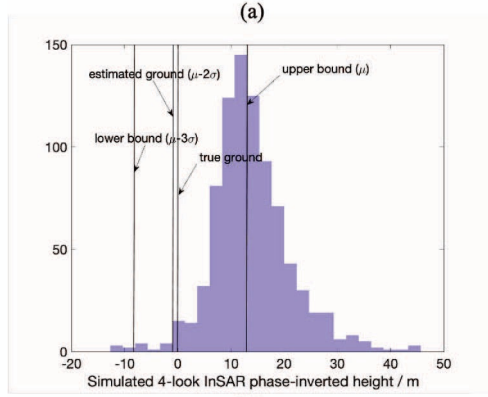 (a)
150
estimated ground (μ-2σ)
upper bound (μ)
100
lower bound (μ-3σ)
true ground
50
0
-20 -10 0 10 20 30 40 50
Simulated 4-look InSAR phase-inverted height / m